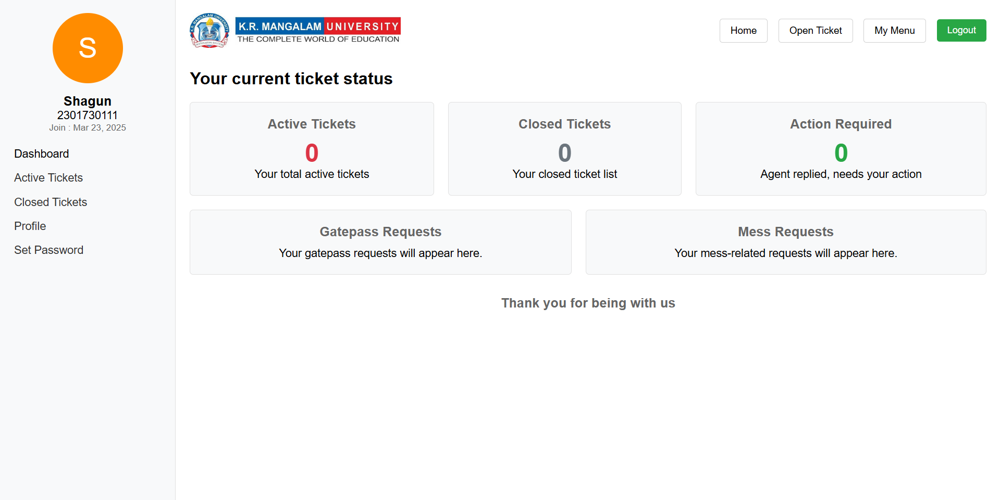 S
Shagun
2301730111
Join : Mar 23, 2025
Dashboard
Active Tickets
Closed Tickets
Profile
Set Password
K.R. MANGALAM UNIVERSITY
K.R. MANGALAM UNIVERSITY
THE COMPLETE WORLD OF EDUCATION
Home
Open Ticket
My Menu
Logout
Your current ticket status
Active Tickets
0
Your total active tickets
Closed Tickets
0
Your closed ticket list
Action Required
0
Agent replied, needs your action
Gatepass Requests
Your gatepass requests will appear here.
Mess Requests
Your mess-related requests will appear here.
Thank you for being with us